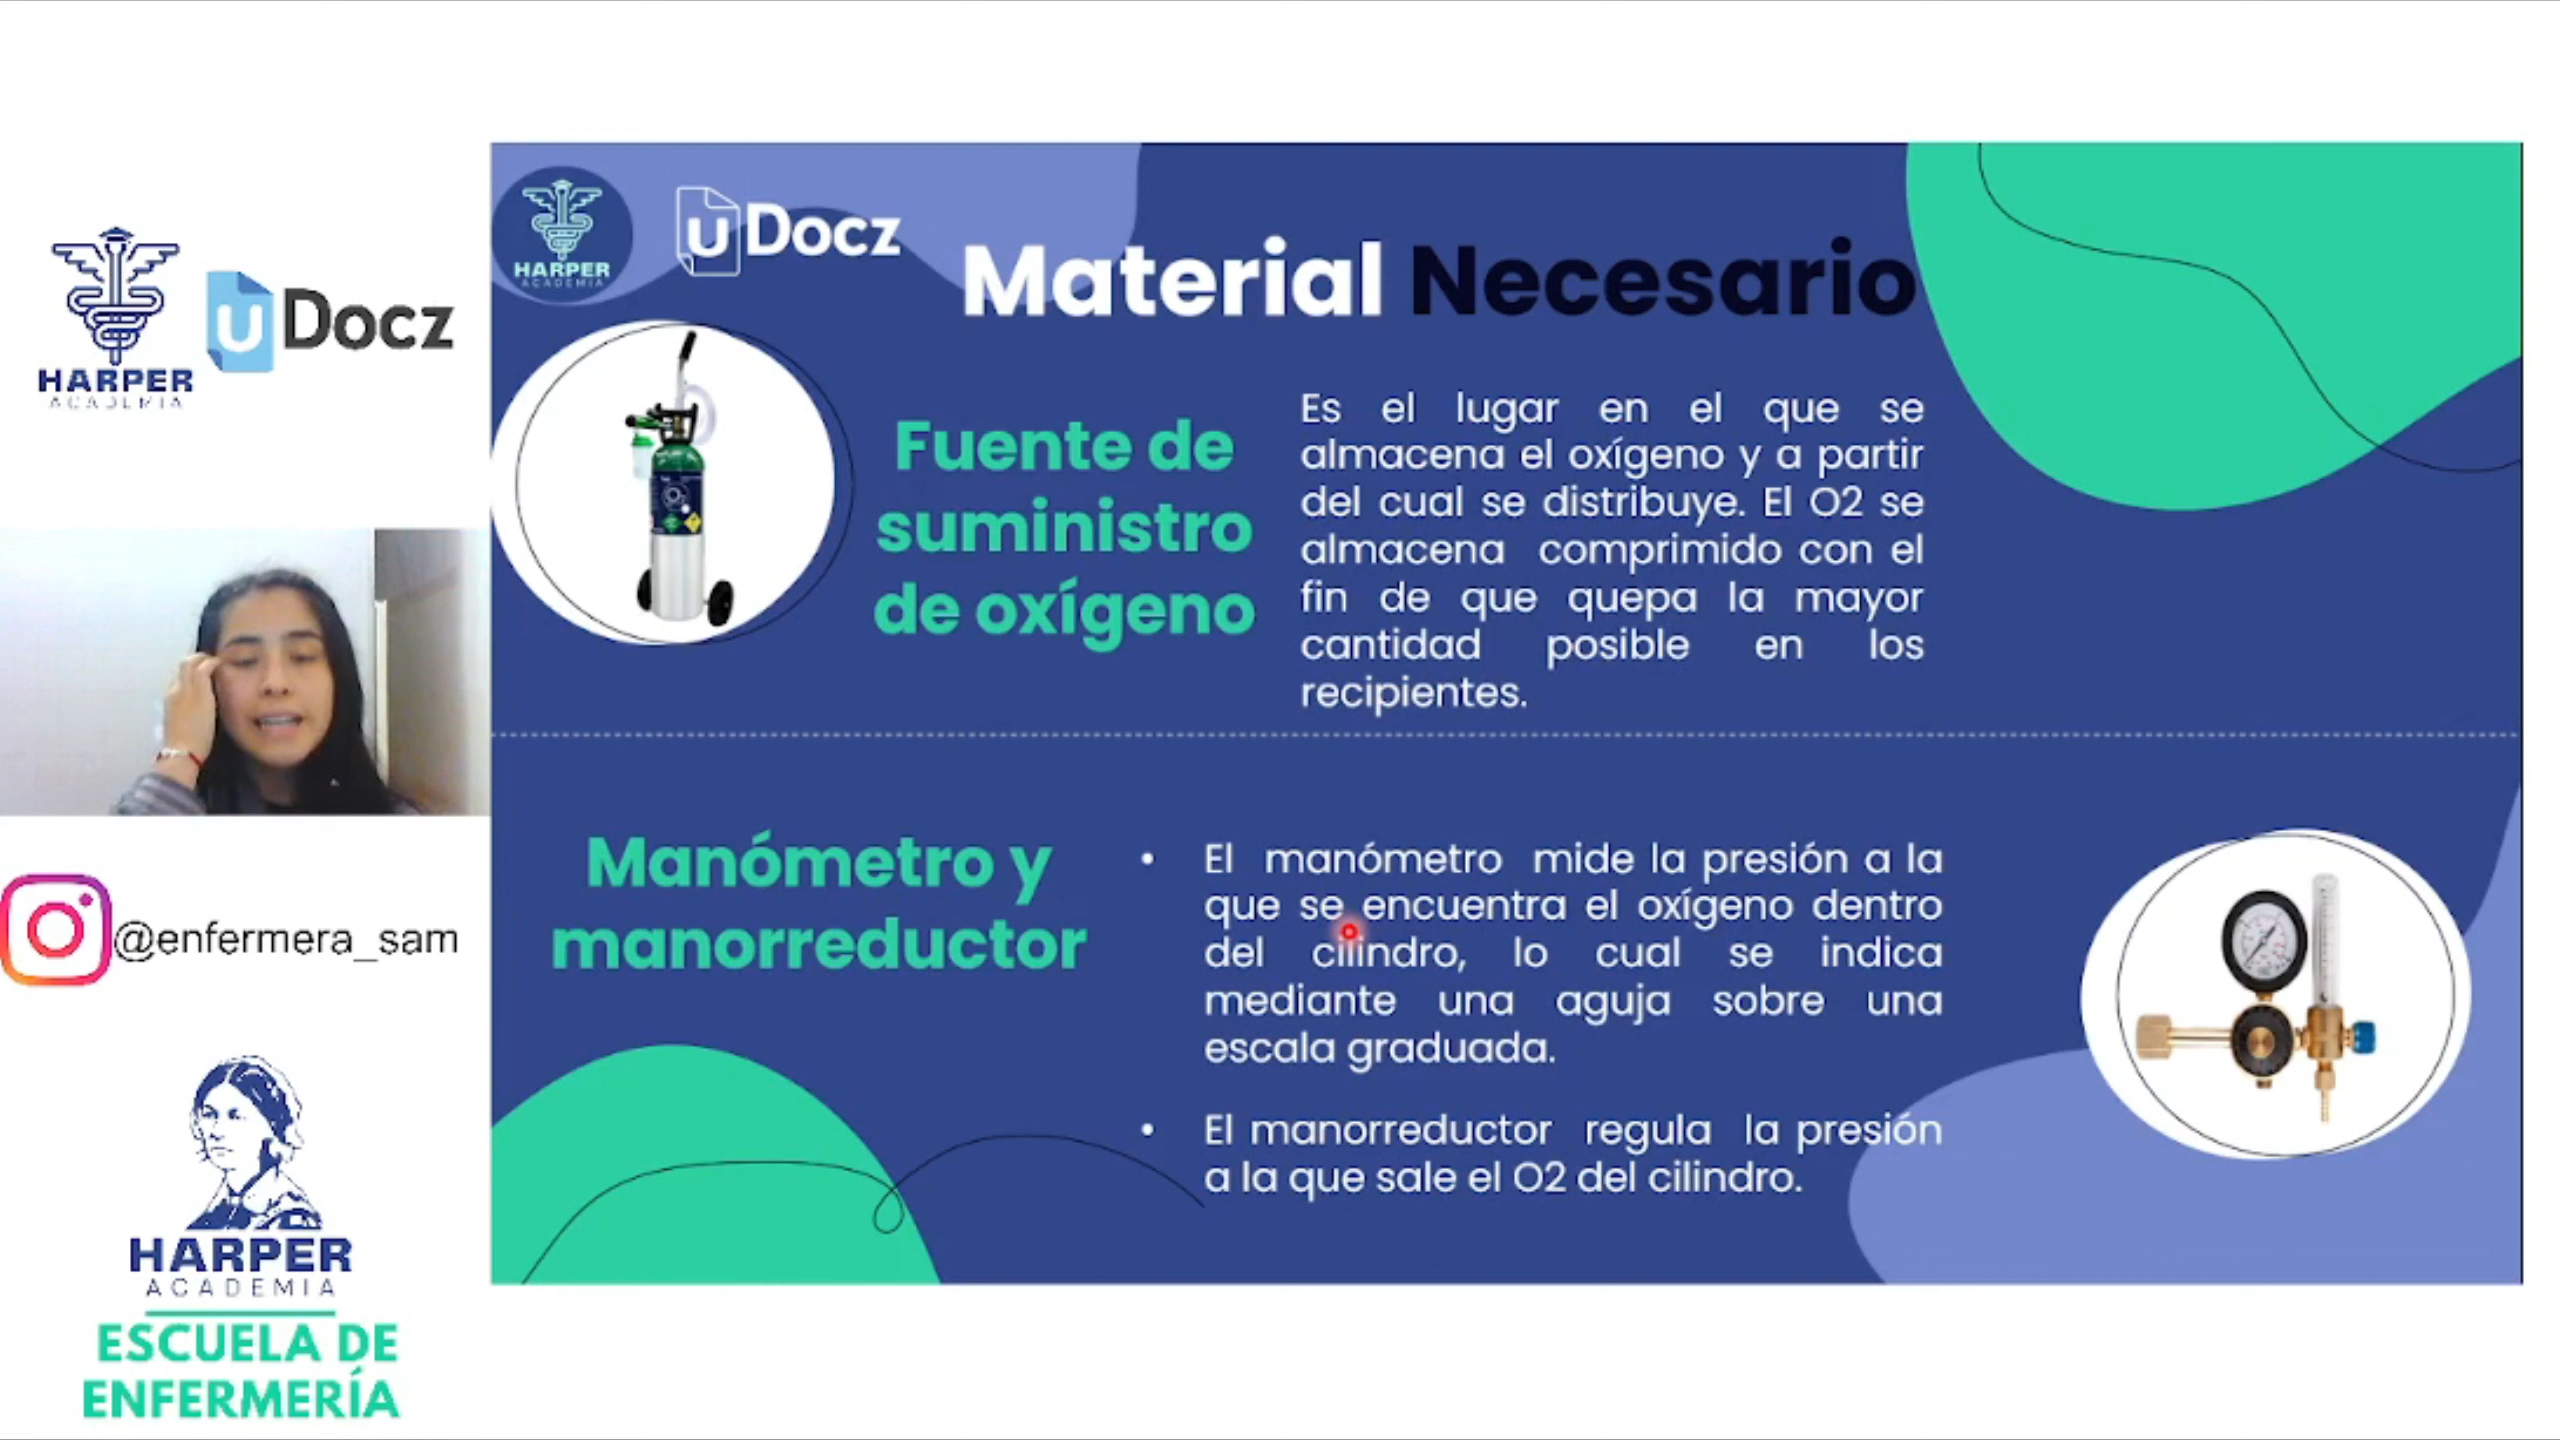 HARPER
ACADEMIA
UDocz
@enfermera_sam
HARPER
ACADEMIA
ESCUELA DE
ENFERMERÍA
HARPER
ACADEMIA
UDocz
Material Necesario
Fuente de
suministro
de oxígeno
Es el lugar en el que se
almacena el oxígeno y a partir
del cual se distribuye. El O2 se
almacena comprimido con el
fin de que quepa la mayor
cantidad posible en los
recipientes.
Manómetro y
manorreductor
• El manómetro mide la presión a la
que se encuentra el oxígeno dentro
del cilindro, lo cual se indica
mediante una aguja sobre una
escala graduada.
• El manorreductor regula la presión
a la que sale el O2 del cilindro.